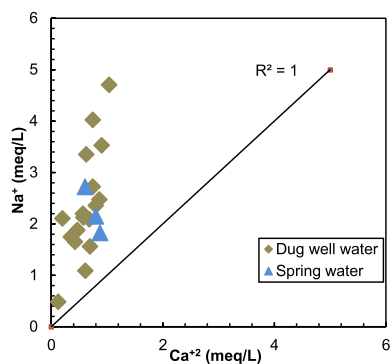 6
5
4
3
2
1
0
Na⁺ (meq/L)
R² = 1
Dug well water
Spring water
0
2
4
6
Ca⁺² (meq/L)